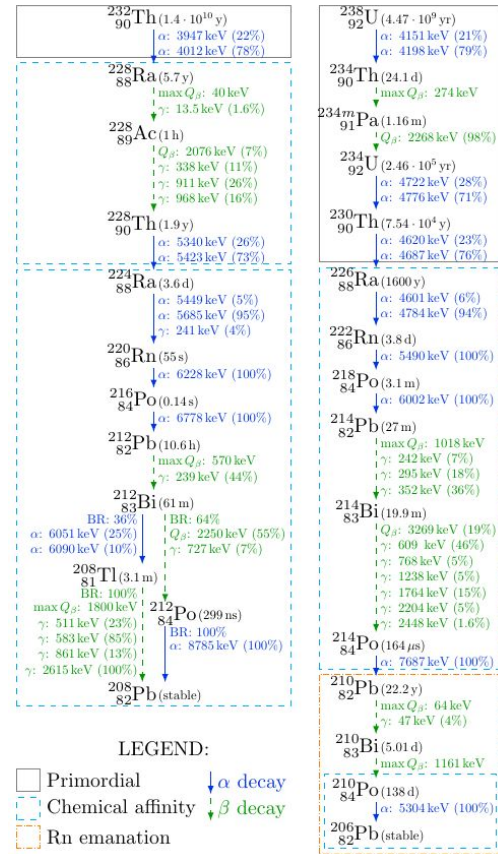 232 90 Th (1.4 · 10^10 y)
α: 3947 keV (22%)
α: 4012 keV (78%)
228 88 Ra (5.7 y)
max Qβ: 40 keV
γ: 13.5 keV (1.6%)
228 89 Ac (1 h)
Qβ: 2076 keV (7%)
γ: 338 keV (11%)
γ: 911 keV (26%)
γ: 968 keV (16%)
228 90 Th (1.9 y)
α: 5340 keV (26%)
α: 5423 keV (73%)
224 88 Ra (3.6 d)
α: 5449 keV (5%)
α: 5685 keV (95%)
γ: 241 keV (4%)
220 86 Rn (55 s)
α: 6228 keV (100%)
216 84 Po (0.14 s)
α: 6778 keV (100%)
212 82 Pb (10.6 h)
max Qβ: 570 keV
γ: 239 keV (44%)
212 83 Bi (61 m)
BR: 36%
α: 6051 keV (25%)
α: 6090 keV (10%)
BR: 64%
Qβ: 2250 keV (55%)
γ: 727 keV (7%)
208 81 Tl (3.1 m)
BR: 100%
max Qβ: 1800 keV
γ: 511 keV (23%)
γ: 583 keV (85%)
γ: 861 keV (13%)
γ: 2615 keV (100%)
212 84 Po (299 ns)
BR: 100%
α: 8785 keV (100%)
208 82 Pb (stable)
LEGEND:
Primordial
Chemical affinity
Rn emanation
α decay
β decay
238 92 U (4.47 · 10^9 yr)
α: 4151 keV (21%)
α: 4198 keV (79%)
234 90 Th (24.1 d)
max Qβ: 274 keV
234m 91 Pa (1.16 m)
Qβ: 2268 keV (98%)
234 92 U (2.46 · 10^5 yr)
α: 4722 keV (28%)
α: 4776 keV (71%)
230 90 Th (7.54 · 10^4 y)
α: 4620 keV (23%)
α: 4687 keV (76%)
226 88 Ra (1600 y)
α: 4601 keV (6%)
α: 4784 keV (94%)
222 86 Rn (3.8 d)
α: 5490 keV (100%)
218 84 Po (3.1 m)
α: 6002 keV (100%)
214 82 Pb (27 m)
max Qβ: 1018 keV
γ: 242 keV (7%)
γ: 295 keV (18%)
γ: 352 keV (36%)
214 83 Bi (19.9 m)
Qβ: 3269 keV (19%)
γ: 609 keV (46%)
γ: 768 keV (5%)
γ: 1238 keV (5%)
γ: 1764 keV (15%)
γ: 2204 keV (5%)
γ: 2448 keV (1.6%)
214 84 Po (164 μs)
α: 7687 keV (100%)
210 82 Pb (22.2 y)
max Qβ: 64 keV
γ: 47 keV (4%)
210 83 Bi (5.01 d)
max Qβ: 1161 keV
210 84 Po (138 d)
α: 5304 keV (100%)
206 82 Pb (stable)